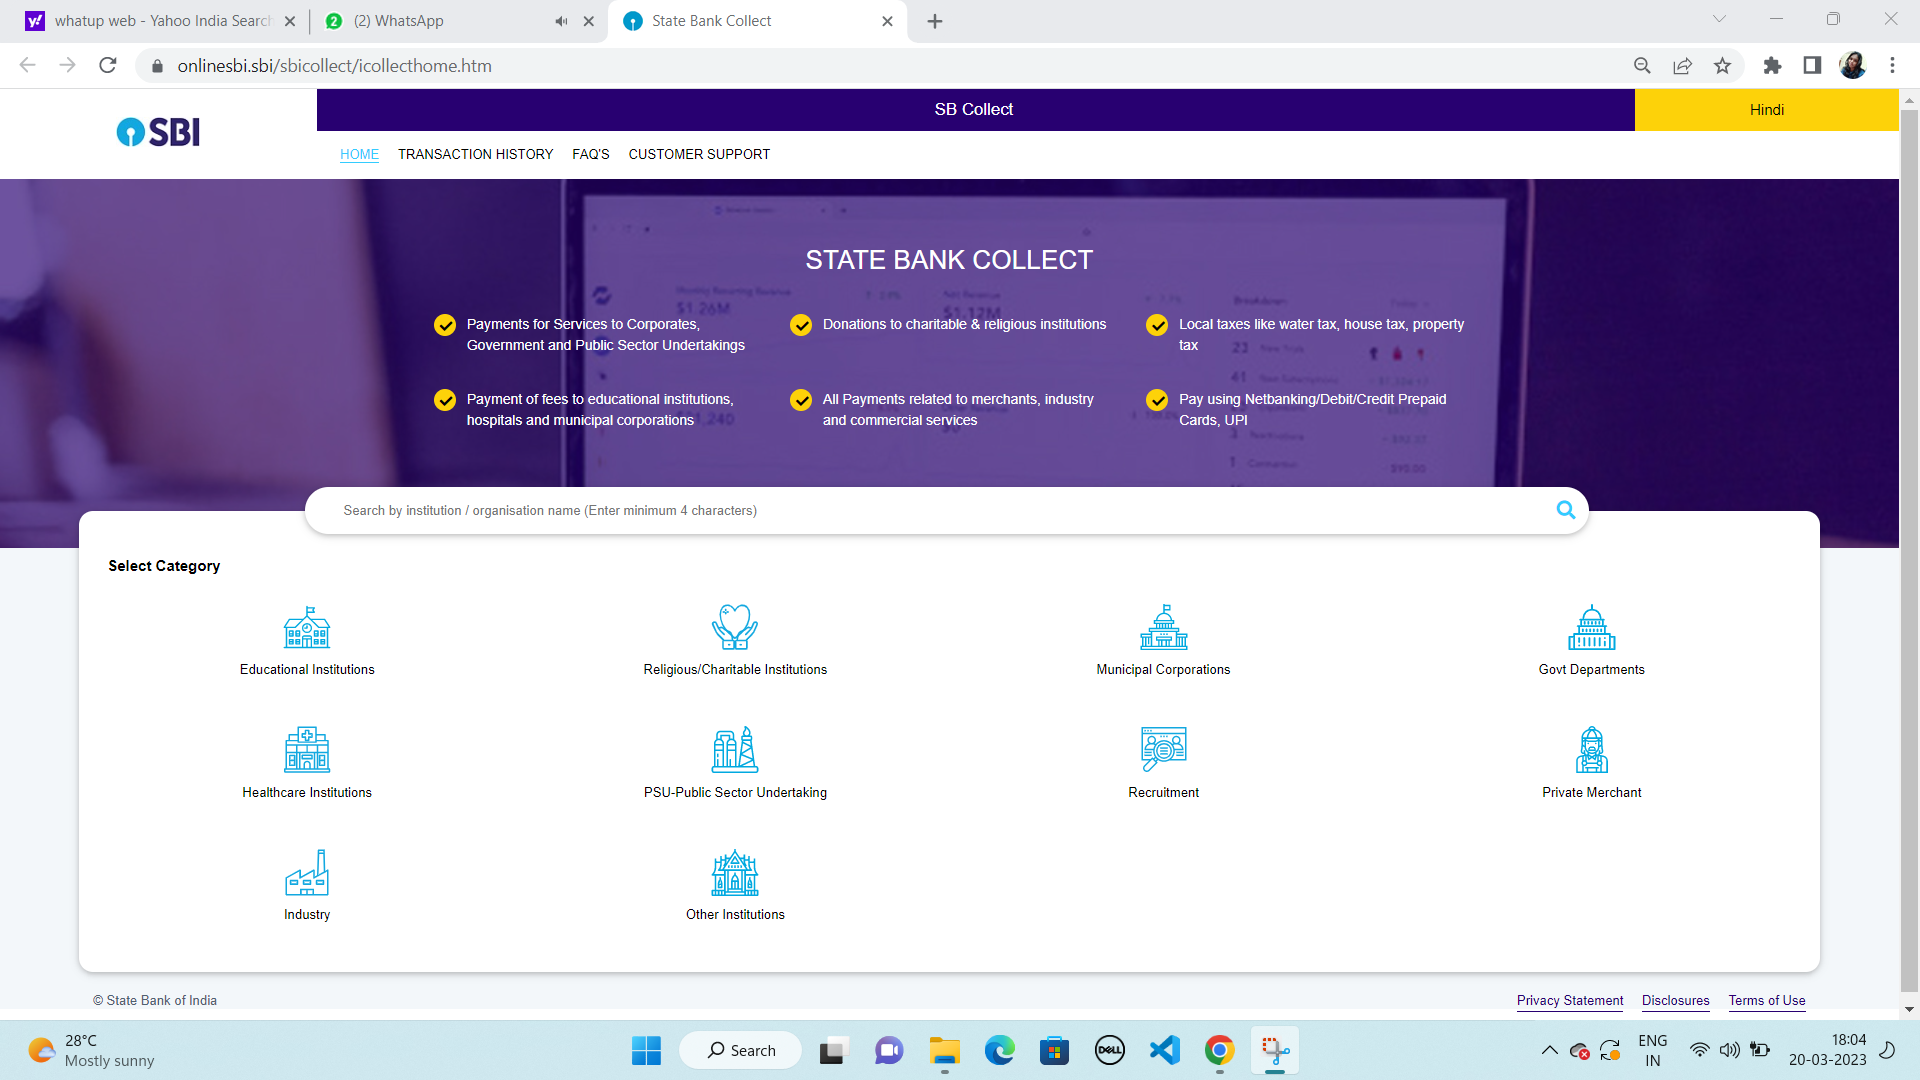 whatup web - Yahoo India Search
(2) WhatsApp
State Bank Collect
onlinesbi.sbi/sbicollect/icollecthome.htm
SBI
SB Collect
Hindi
HOME
TRANSACTION HISTORY
FAQ'S
CUSTOMER SUPPORT
STATE BANK COLLECT
Payments for Services to Corporates,
Government and Public Sector Undertakings
Donations to charitable & religious institutions
Local taxes like water tax, house tax, property
tax
Payment of fees to educational institutions,
hospitals and municipal corporations
All Payments related to merchants, industry
and commercial services
Pay using Netbanking/Debit/Credit Prepaid
Cards, UPI
Search by institution / organisation name (Enter minimum 4 characters)
Select Category
Educational Institutions
Religious/Charitable Institutions
Municipal Corporations
Govt Departments
Healthcare Institutions
PSU-Public Sector Undertaking
Recruitment
Private Merchant
Industry
Other Institutions
© State Bank of India
Privacy Statement
Disclosures
Terms of Use
28°C
Mostly sunny
Search
DELL
ENG
IN
18:04
20-03-2023